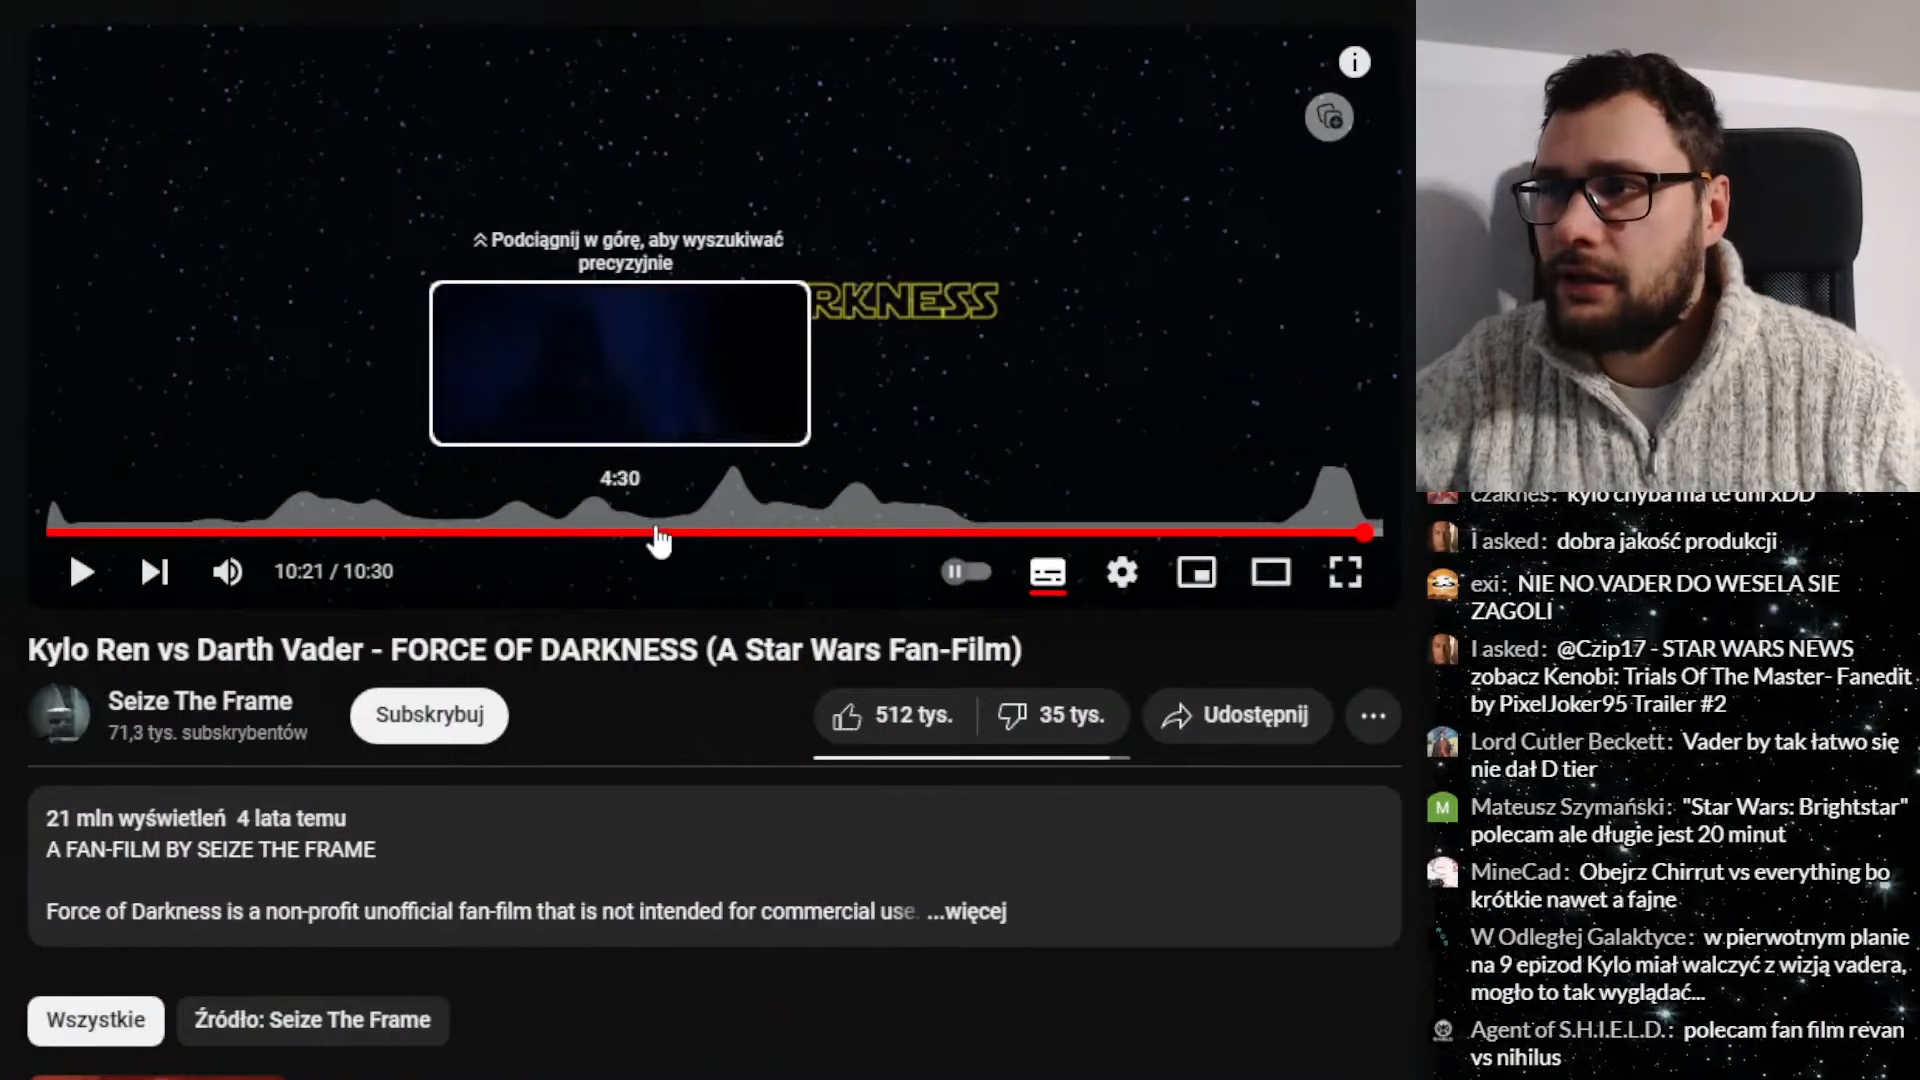 Podciągnij w górę, aby wyszukiwać
precyzyjnie
RKNESS
4:30
10:21 / 10:30
Kylo Ren vs Darth Vader - FORCE OF DARKNESS (A Star Wars Fan-Film)
Seize The Frame
71,3 tys. subskrybentów
Subskrybuj
512 tys.
35 tys.
Udostępnij
21 mln wyświetleń 4 lata temu
A FAN-FILM BY SEIZE THE FRAME
Force of Darkness is a non-profit unofficial fan-film that is not intended for commercial use. ...więcej
Wszystkie
Źródło: Seize The Frame
czaknes: kylo chyba ma te dni xDD
I asked: dobra jakość produkcji
exi: NIE NO VADER DO WESELA SIE
ZAGOLI
I asked: @Czip17 - STAR WARS NEWS
zobacz Kenobi: Trials Of The Master- Fanedit
by PixelJoker95 Trailer #2
Lord Cutler Beckett: Vader by tak łatwo się
nie dał D tier
M
Mateusz Szymański: "Star Wars: Brightstar"
polecam ale długie jest 20 minut
MineCad: Obejrz Chirrut vs everything bo
krótkie nawet a fajne
W Odległej Galaktyce: w pierwotnym planie
na 9 epizod Kylo miał walczyć z wizją vadera,
mogło to tak wyglądać...
Agent of S.H.I.E.L.D.: polecam fan film revan
vs nihilus